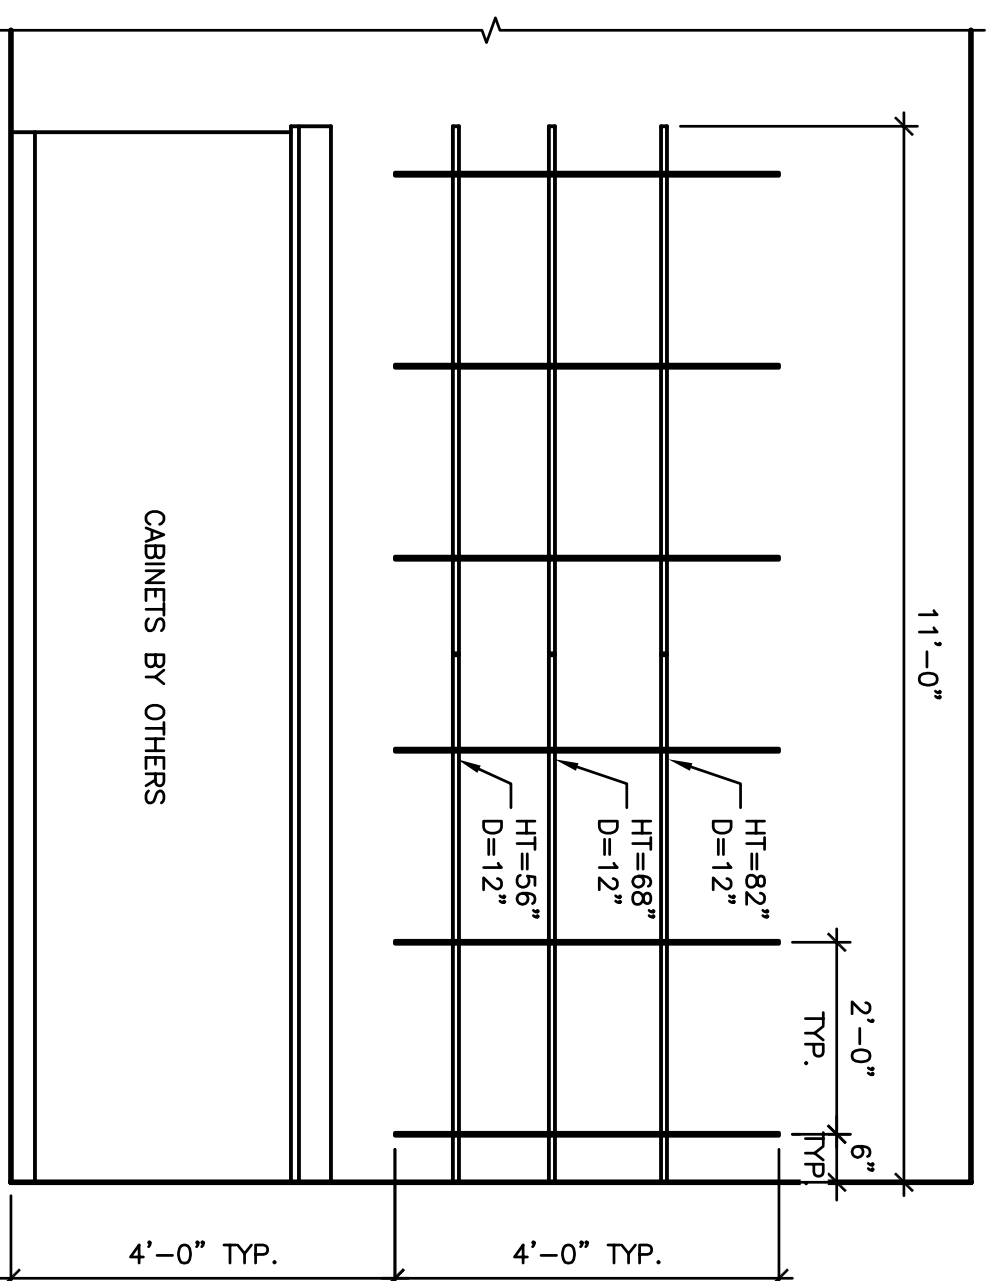 11'-0"
HT=82"
D=12"
HT=68"
D=12"
HT=56"
D=12"
2'-0"
TYP.
6"
TYP.
CABINETS BY OTHERS
4'-0" TYP.
4'-0" TYP.